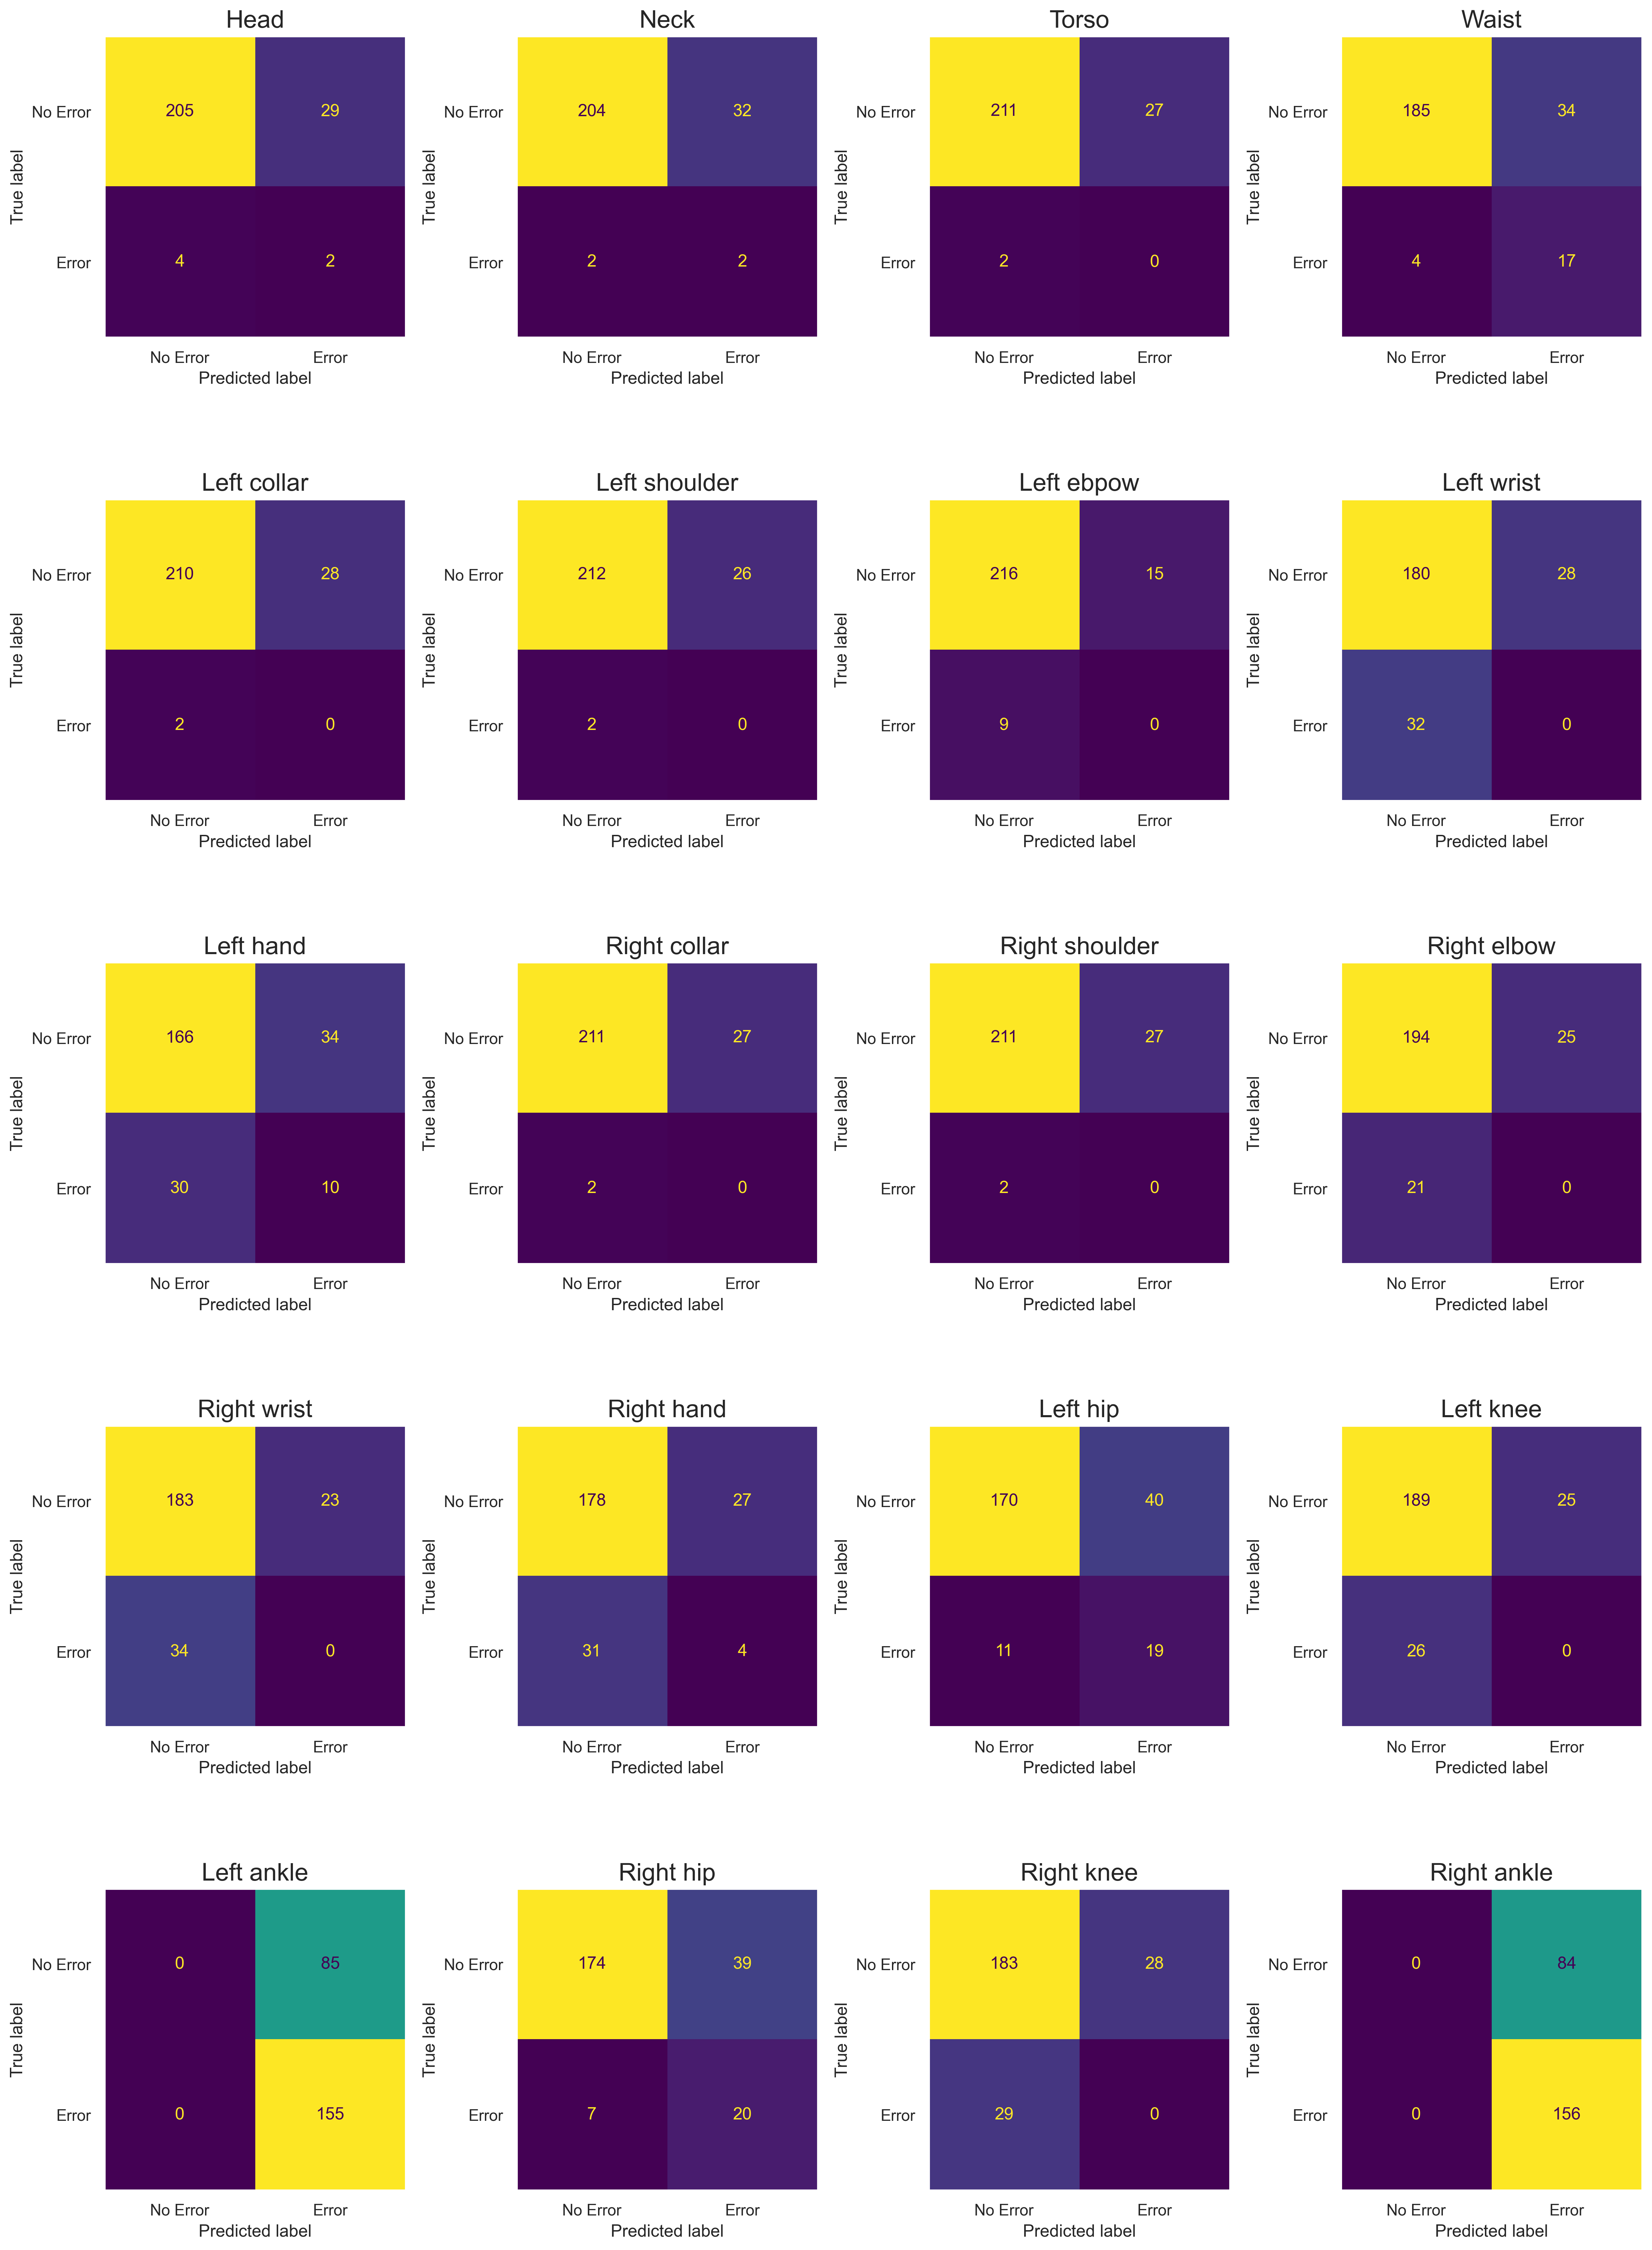 Head Neck Torso Waist
True label No Error 205 29 True label No Error 204 32 True label No Error 211 27 True label No Error 185 34
Error 4 2 Error 2 2 Error 2 0 Error 4 17
No Error Error No Error Error No Error Error No Error Error
Predicted label Predicted label Predicted label Predicted label
Left collar Left shoulder Left ebpow Left wrist
True label No Error 210 28 True label No Error 212 26 True label No Error 216 15 True label No Error 180 28
Error 2 0 Error 2 0 Error 9 0 Error 32 0
No Error Error No Error Error No Error Error No Error Error
Predicted label Predicted label Predicted label Predicted label
Left hand Right collar Right shoulder Right elbow
True label No Error 166 34 True label No Error 211 27 True label No Error 211 27 True label No Error 194 25
Error 30 10 Error 2 0 Error 2 0 Error 21 0
No Error Error No Error Error No Error Error No Error Error
Predicted label Predicted label Predicted label Predicted label
Right wrist Right hand Left hip Left knee
True label No Error 183 23 True label No Error 178 27 True label No Error 170 40 True label No Error 189 25
Error 34 0 Error 31 4 Error 11 19 Error 26 0
No Error Error No Error Error No Error Error No Error Error
Predicted label Predicted label Predicted label Predicted label
Left ankle Right hip Right knee Right ankle
True label No Error 0 85 True label No Error 174 39 True label No Error 183 28 True label No Error 0 84
Error 0 155 Error 7 20 Error 29 0 Error 0 156
No Error Error No Error Error No Error Error No Error Error
Predicted label Predicted label Predicted label Predicted label